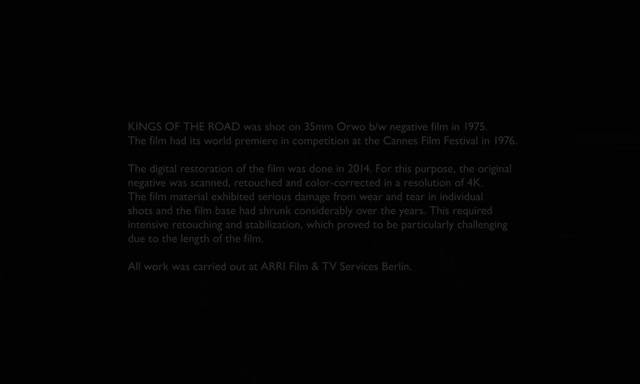 KINGS OF THE ROAD was shot on 35mm Orwo b/w negative film in 1975.
The film had its world premiere in competition at the Cannes Film Festival in 1976.
The digital restoration of the film was done in 2014. For this purpose, the original
negative was scanned, retouched and color-corrected in a resolution of 4K.
The film material exhibited serious damage from wear and tear in individual
shots and the film base had shrunk considerably over the years. This required
intensive retouching and stabilization, which proved to be particularly challenging
due to the length of the film.
All work was carried out at ARRI Film & TV Services Berlin.